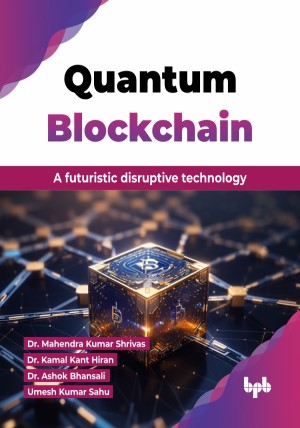 Quantum
Blockchain
A futuristic disruptive technology
Dr. Mahendra Kumar Shrivas
Dr. Kamal Kant Hiran
Dr. Ashok Bhansali
Umesh Kumar Sahu
bpb